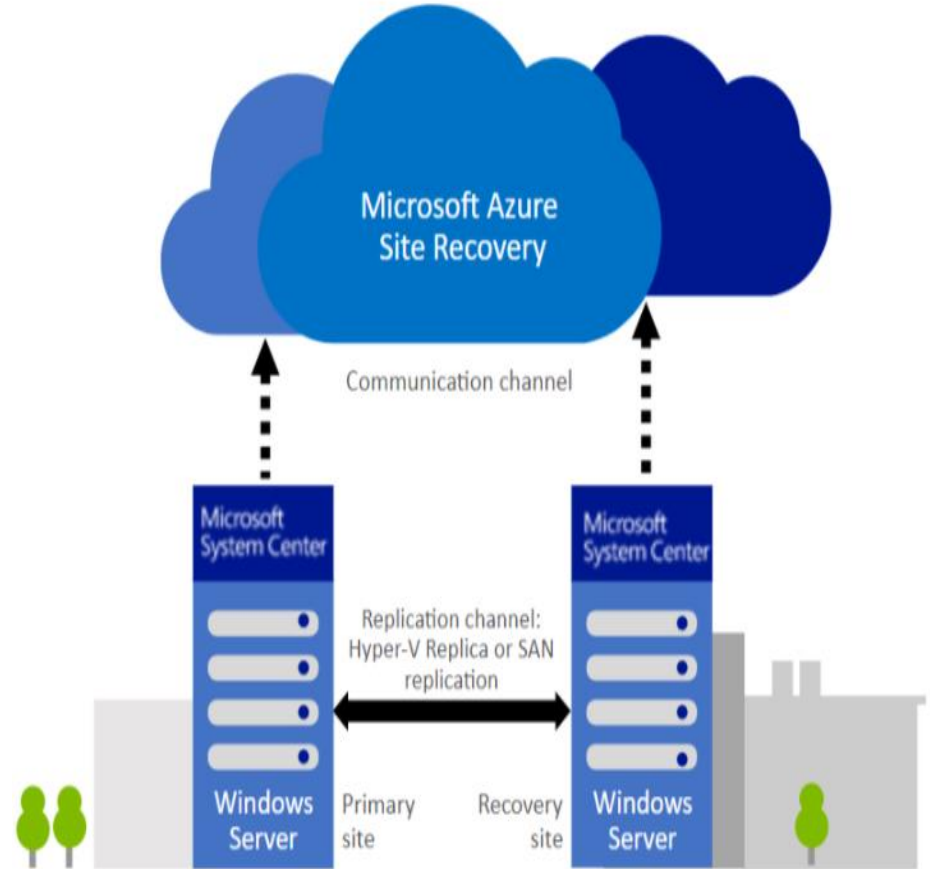 Microsoft Azure
Site Recovery
Communication channel
Microsoft
System Center
Microsoft
System Center
Replication channel:
Hyper-V Replica or SAN
replication
Windows
Server
Primary
site
Recovery
site
Windows
Server